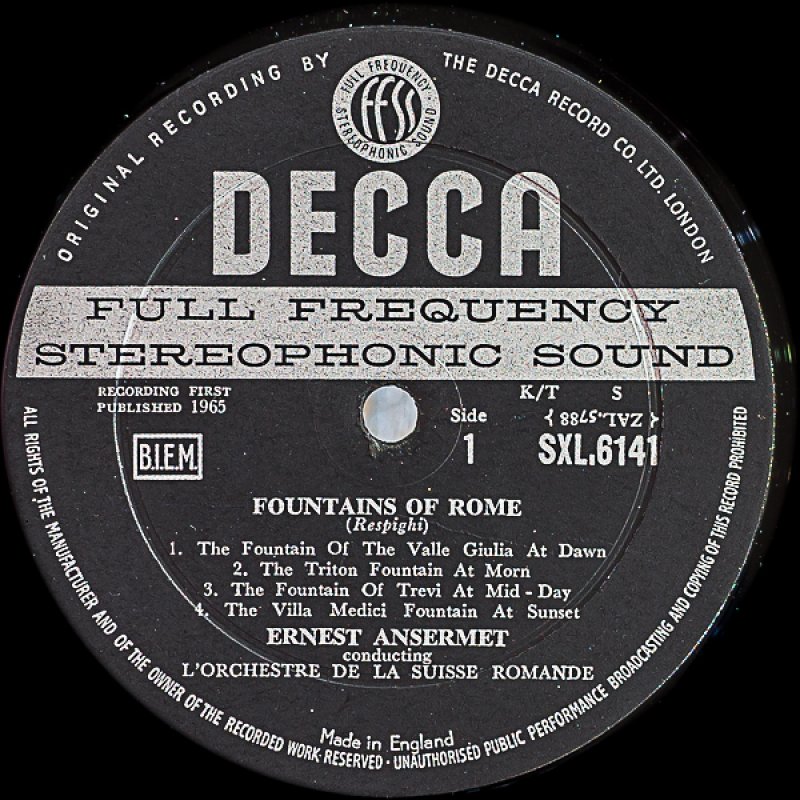 ORIGINAL RECORDING BY THE DECCA RECORD CO. LTD. LONDON
FULL FREQUENCY
ffss
STEREOPHONIC SOUND
DECCA
FULL FREQUENCY
STEREOPHONIC SOUND
RECORDING FIRST
PUBLISHED 1965
K/T S
Side
1
{ ZAL.5788 }
SXL.6141
B.I.E.M.
FOUNTAINS OF ROME
(Respighi)
1. The Fountain Of The Valle Giulia At Dawn
2. The Triton Fountain At Morn
3. The Fountain Of Trevi At Mid-Day
4. The Villa Medici Fountain At Sunset
ERNEST ANSERMET
conducting
L'ORCHESTRE DE LA SUISSE ROMANDE
Made in England
ALL RIGHTS OF THE MANUFACTURER AND OF THE OWNER OF THE RECORDED WORK RESERVED · UNAUTHORISED PUBLIC PERFORMANCE BROADCASTING AND COPYING OF THIS RECORD PROHIBITED